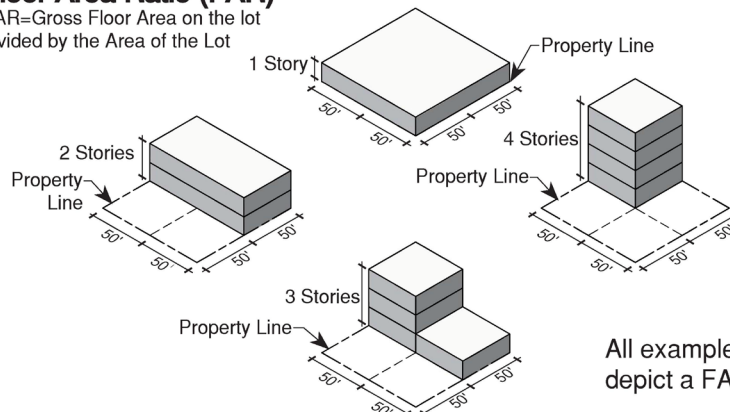 AR=Gross Floor Area on the lot
vided by the Area of the Lot
1 Story
Property Line
50'
50'
50'
50'
2 Stories
Property
Line
50'
50'
50'
50'
4 Stories
Property Line
50'
50'
50'
50'
3 Stories
Property Line
50'
50'
50'
50'
All example
depict a FA